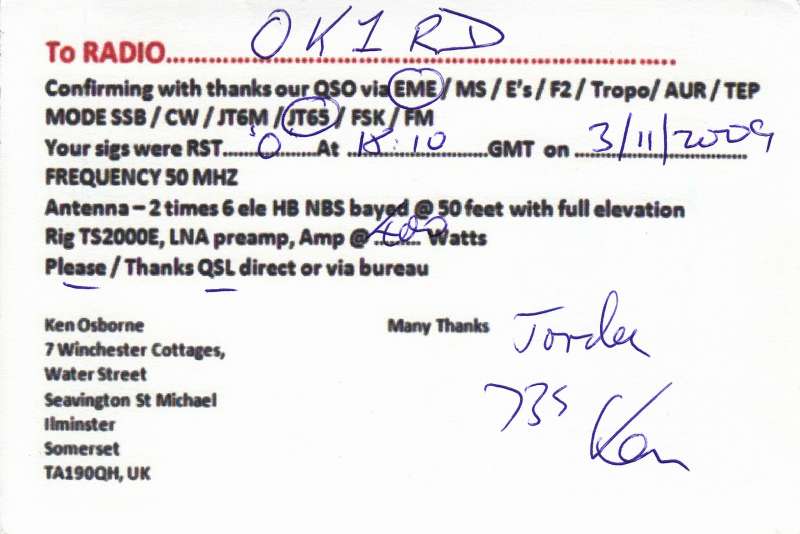 To RADIO......OK1RD......
Confirming with thanks our QSO via EME / MS / E's / F2 / Tropo/ AUR / TEP
MODE SSB / CW / JT6M / JT65 / FSK / FM
Your sigs were RST....'O'....At ....18:10....GMT on ....3/11/2009....
FREQUENCY 50 MHZ
Antenna – 2 times 6 ele HB NBS bayed @ 50 feet with full elevation
Rig TS2000E, LNA preamp, Amp @ 400 Watts
Please / Thanks QSL direct or via bureau
Ken Osborne
Many Thanks
7 Winchester Cottages,
Water Street
Seavington St Michael
Ilminster
Somerset
TA190QH, UK
73s
Ken